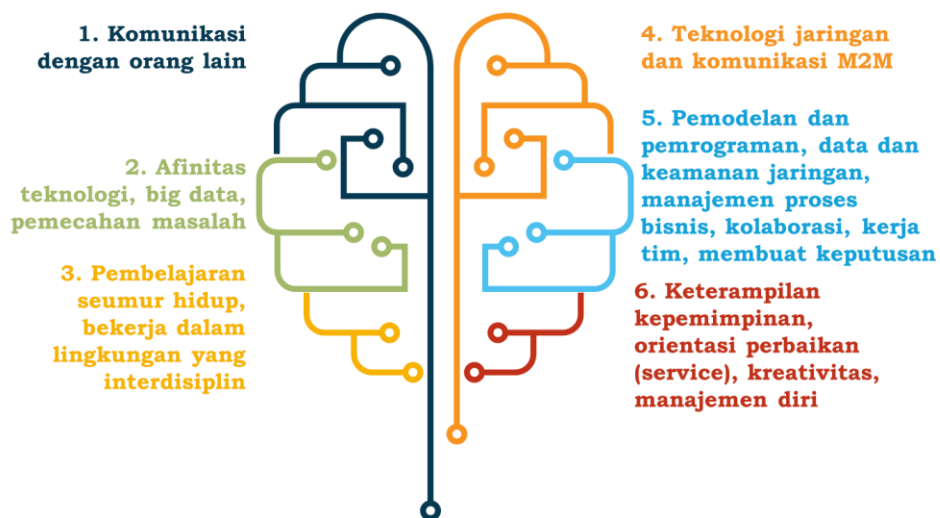 1. Komunikasi
dengan orang lain
2. Afinitas
teknologi, big data,
pemecahan masalah
3. Pembelajaran
seumur hidup,
bekerja dalam
lingkungan yang
interdisiplin
4. Teknologi jaringan
dan komunikasi M2M
5. Pemodelan dan
pemrograman, data dan
keamanan jaringan,
manajemen proses
bisnis, kolaborasi, kerja
tim, membuat keputusan
6. Keterampilan
kepemimpinan,
orientasi perbaikan
(service), kreativitas,
manajemen diri